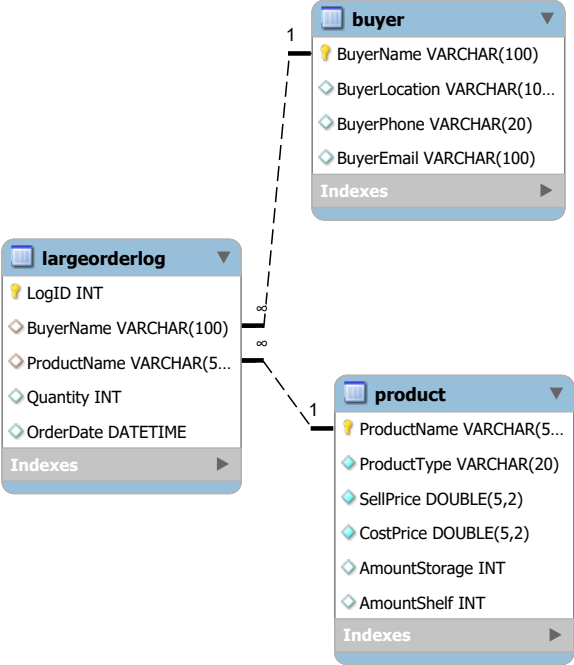 buyer
1
BuyerName VARCHAR(100)
BuyerLocation VARCHAR(10...
BuyerPhone VARCHAR(20)
BuyerEmail VARCHAR(100)
Indexes
largeorderlog
LogID INT
∞
BuyerName VARCHAR(100)
∞
ProductName VARCHAR(5...
Quantity INT
OrderDate DATETIME
Indexes
product
1
ProductName VARCHAR(5...
ProductType VARCHAR(20)
SellPrice DOUBLE(5,2)
CostPrice DOUBLE(5,2)
AmountStorage INT
AmountShelf INT
Indexes